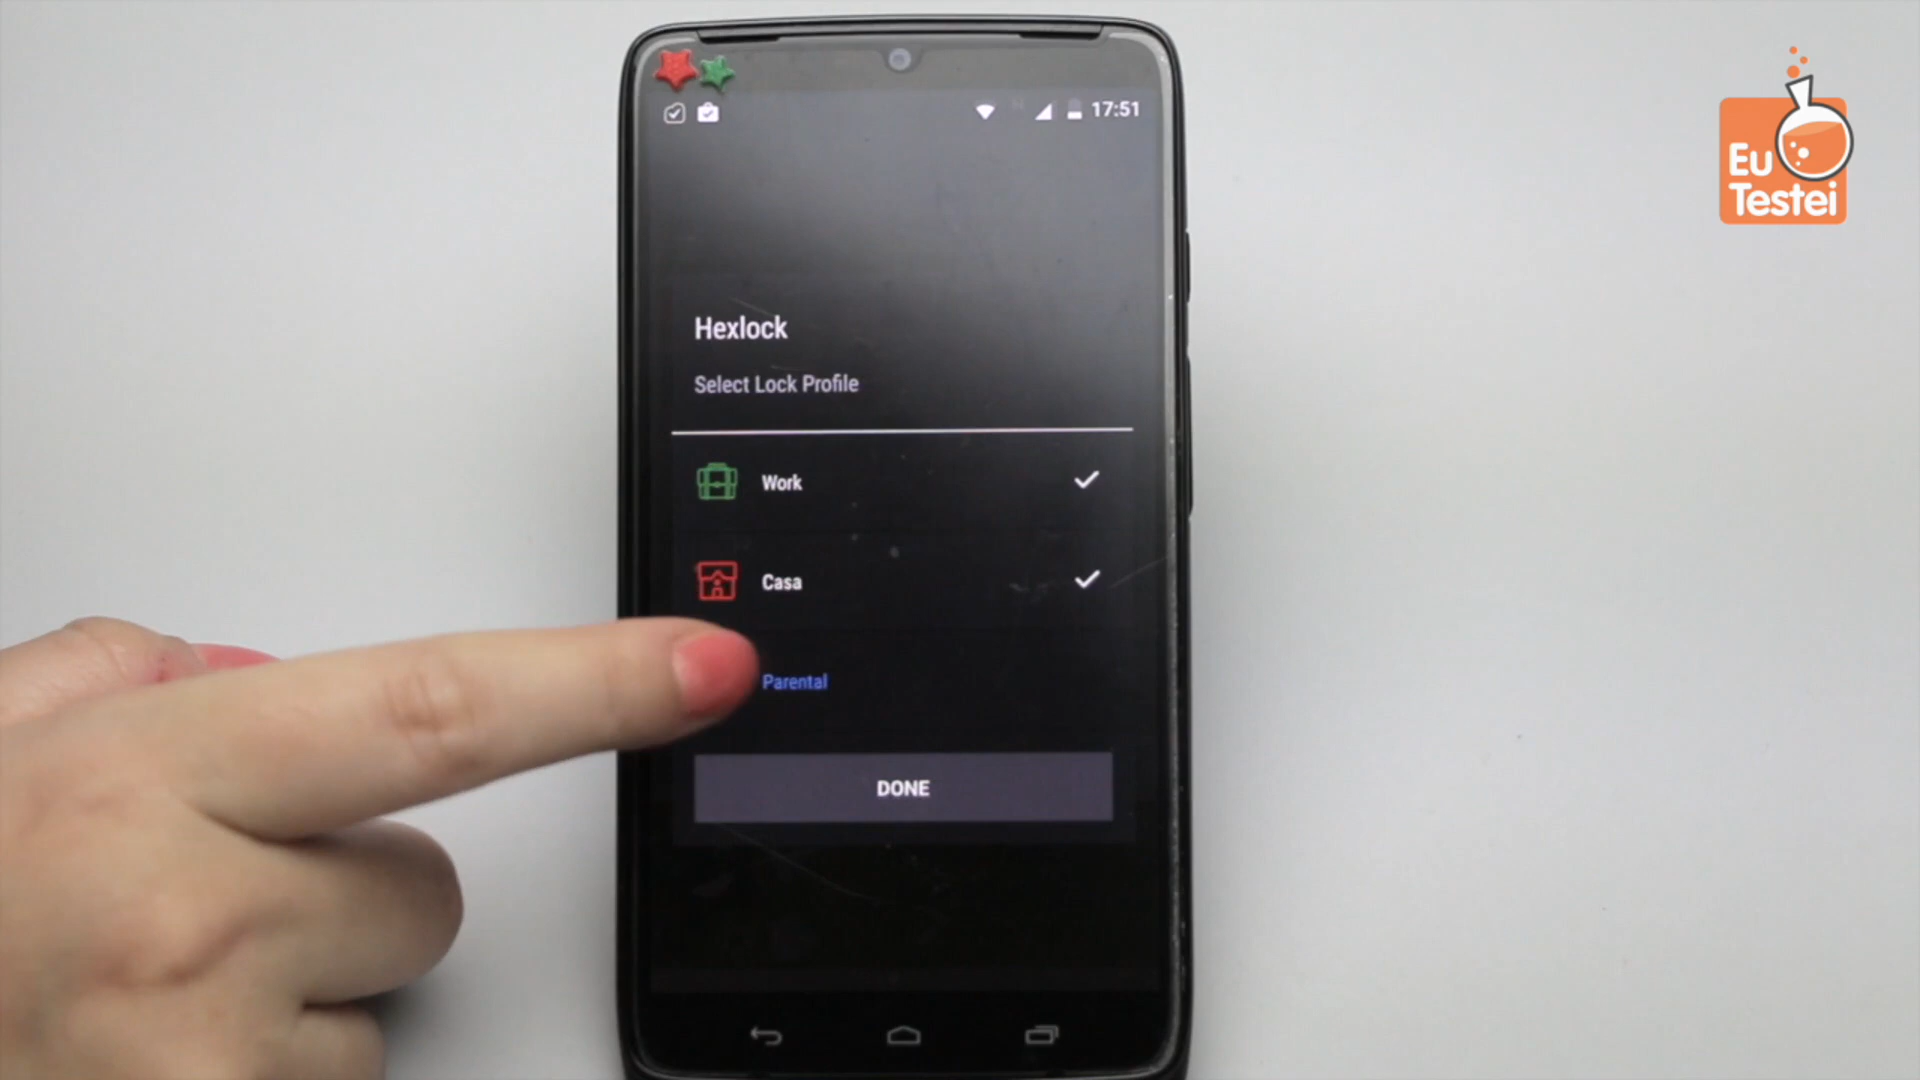 17:51
Eu
Testei
Hexlock
Select Lock Profile
Work
Casa
Parental
DONE